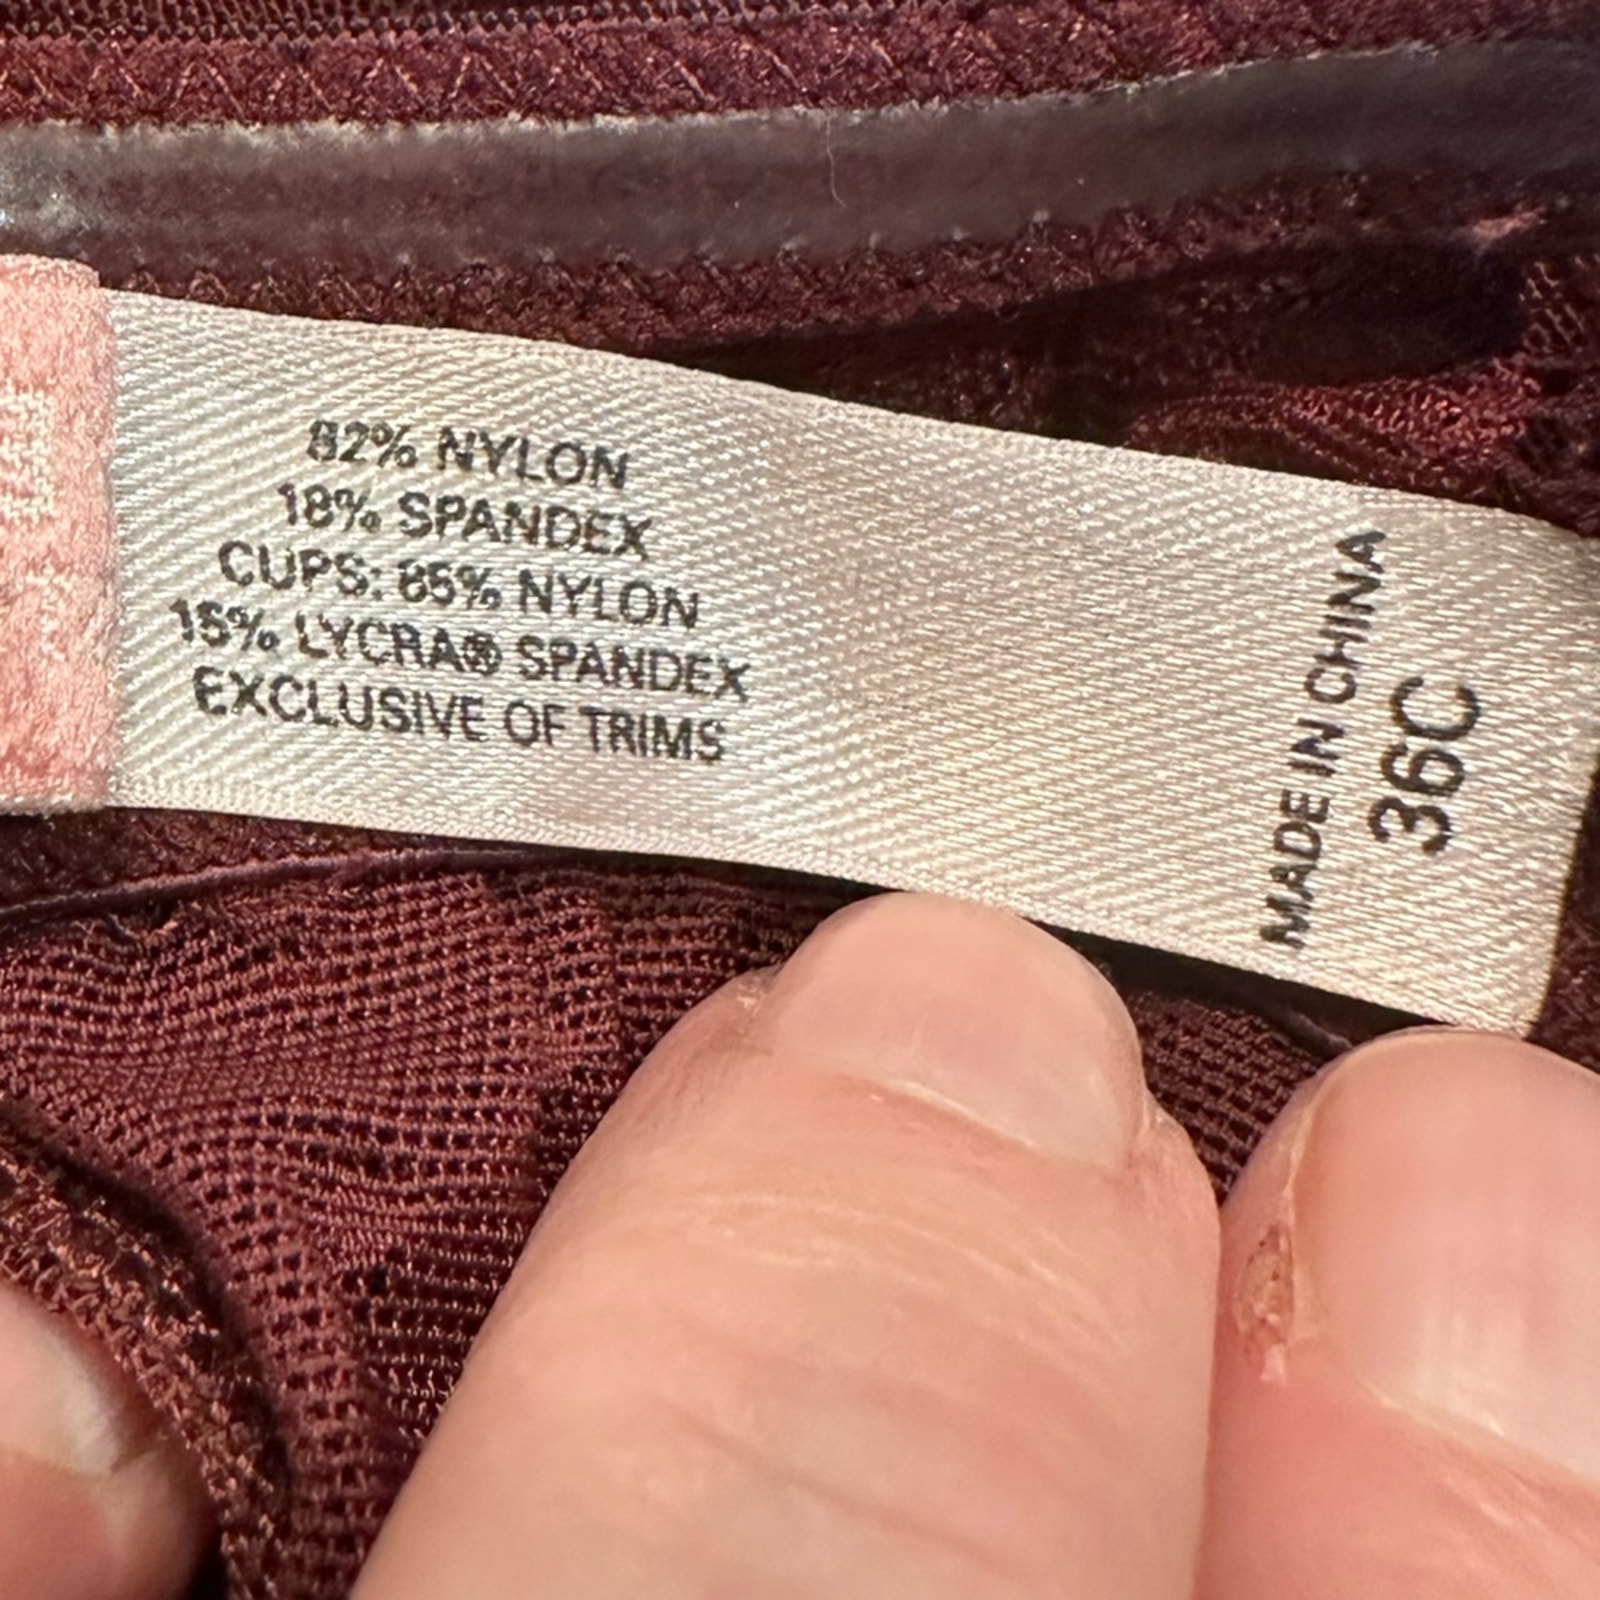 82% NYLON
18% SPANDEX
CUPS: 85% NYLON
15% LYCRA® SPANDEX
EXCLUSIVE OF TRIMS
MADE IN CHINA
36C